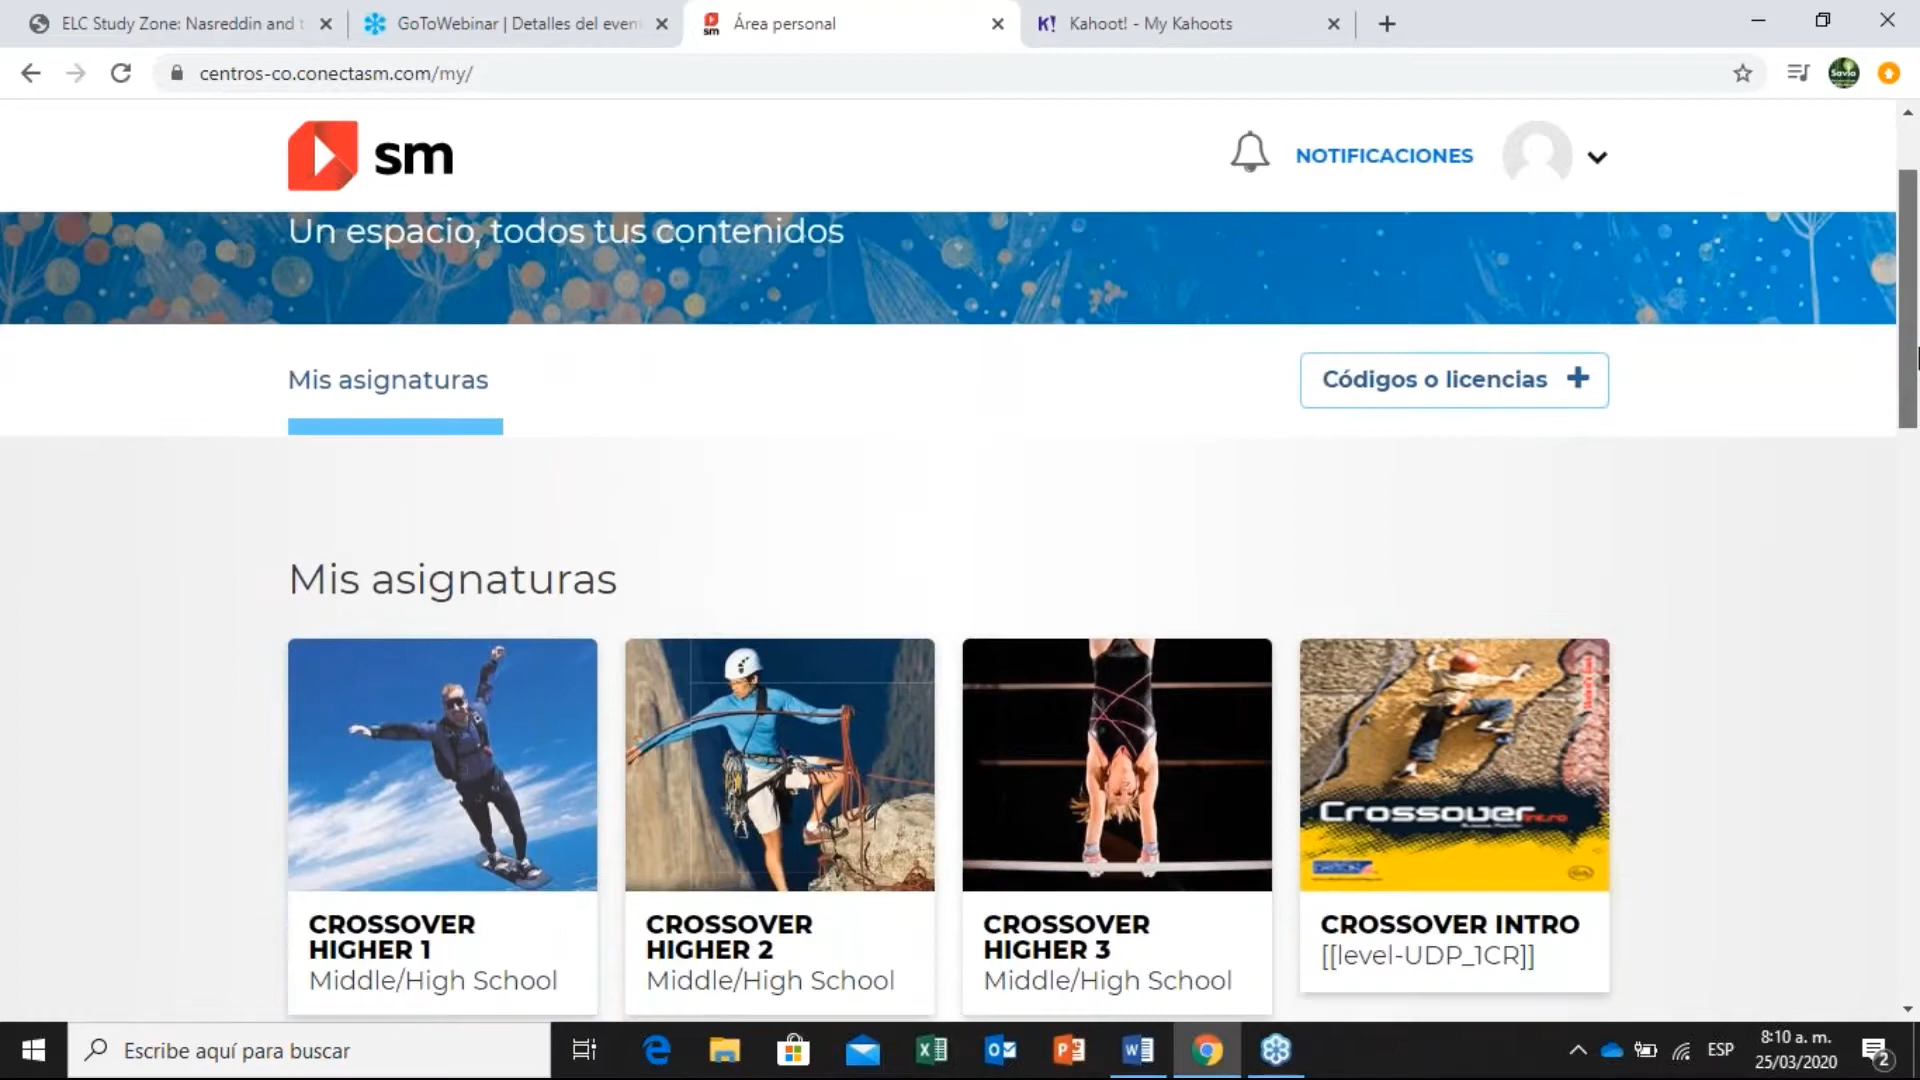 ELC Study Zone: Nasreddin and t
GoToWebinar | Detalles del even
Área personal
K! Kahoot! - My Kahoots
centros-co.conectasm.com/my/
Savia
sm
NOTIFICACIONES
Un espacio, todos tus contenidos
Mis asignaturas
Códigos o licencias +
Mis asignaturas
Crossover
CROSSOVER
HIGHER 1
Middle/High School
CROSSOVER
HIGHER 2
Middle/High School
CROSSOVER
HIGHER 3
Middle/High School
CROSSOVER INTRO
[[level-UDP_1CR]]
Escribe aquí para buscar
ESP
8:10 a. m.
25/03/2020
2